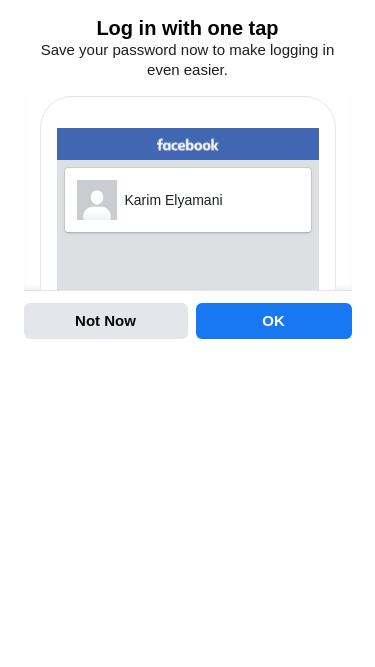 Log in with one tap
Save your password now to make logging in
even easier.
facebook
Karim Elyamani
Not Now
OK